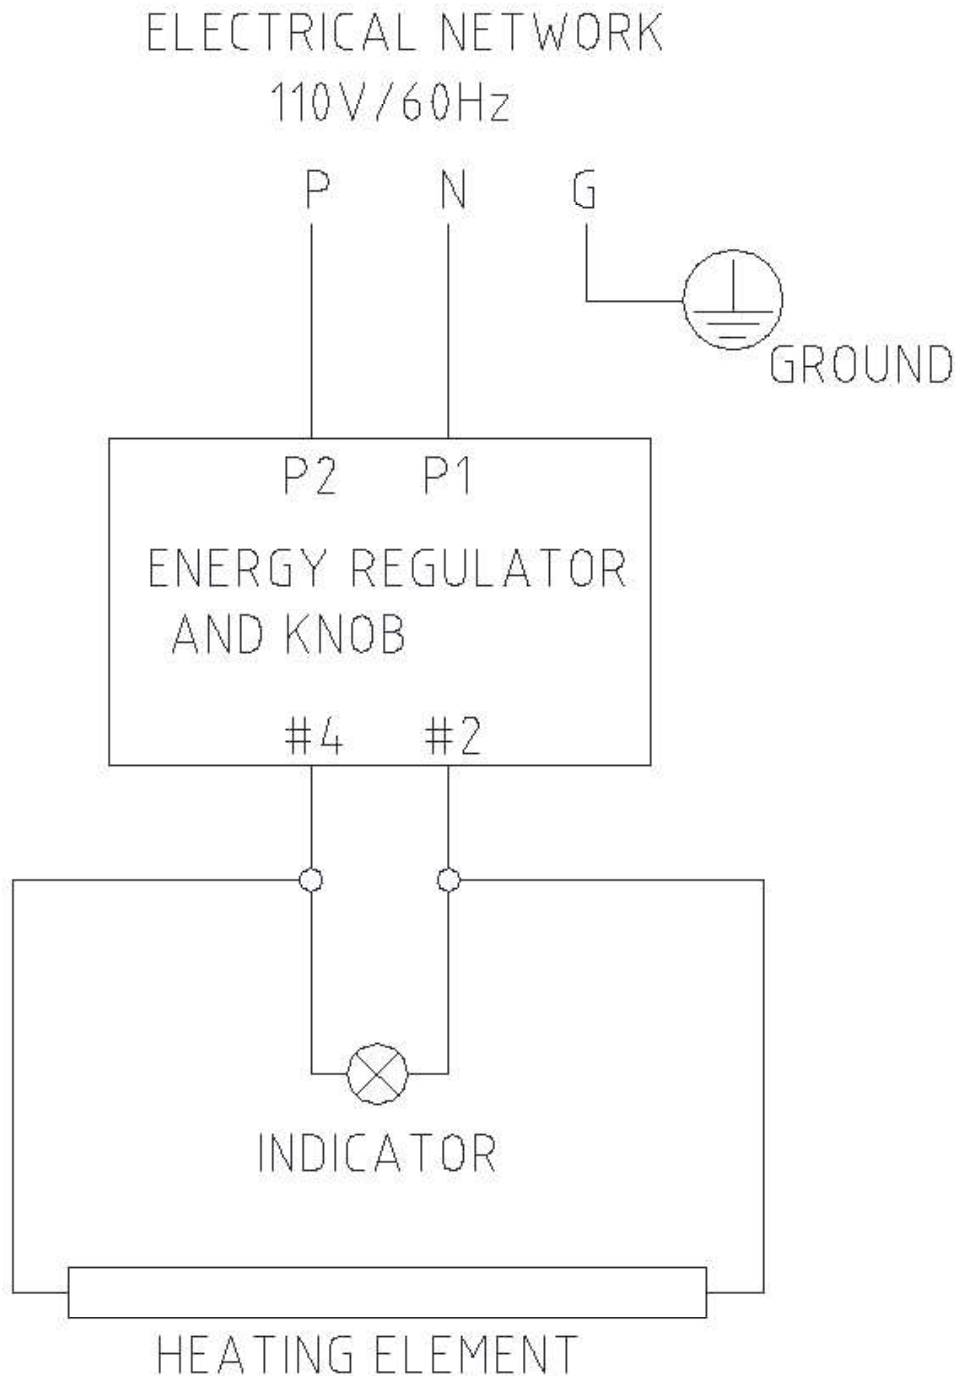 ELECTRICAL NETWORK
110V/60Hz
P N G
GROUND
P2 P1
ENERGY REGULATOR
AND KNOB
#4 #2
INDICATOR
HEATING ELEMENT